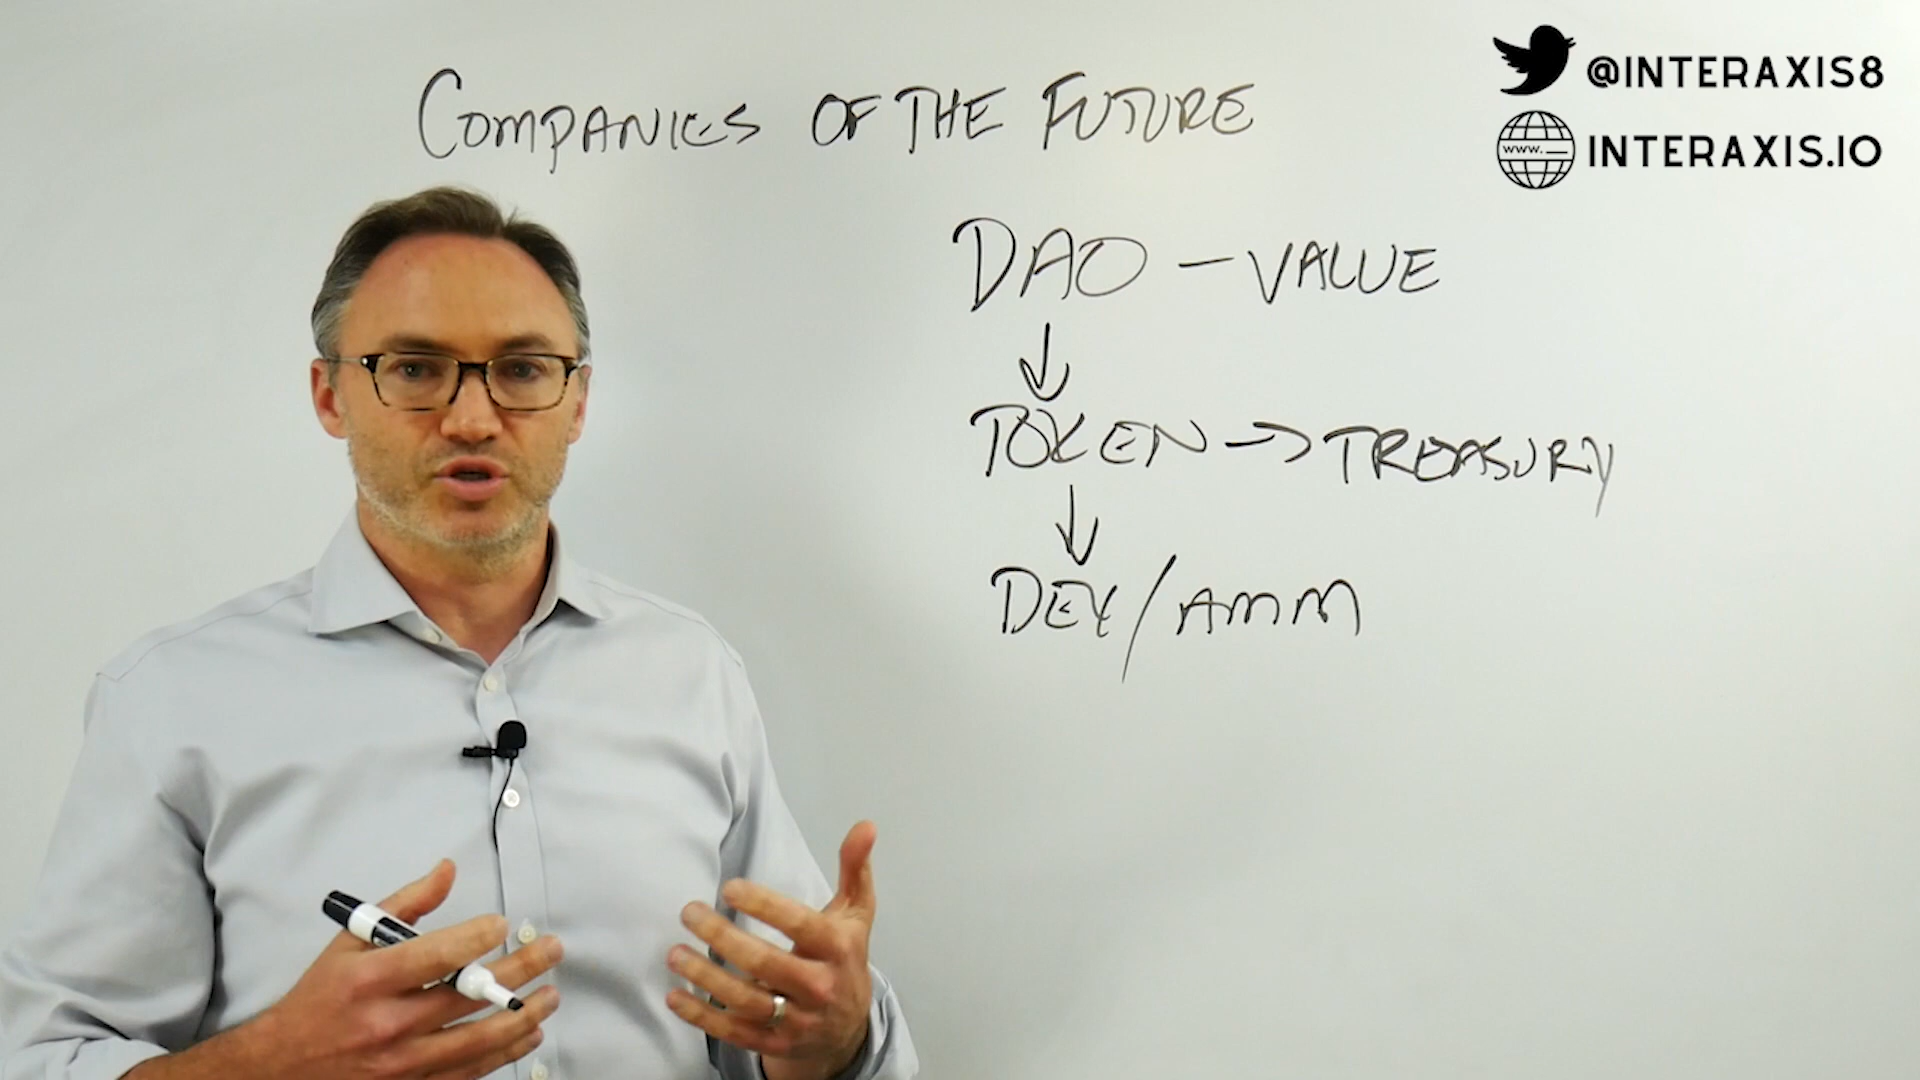 @INTERAXIS8
www.
INTERAXIS.IO
COMPANIES OF THE FUTURE
DAO – VALUE
↓
TOKEN → TREASURY
↓
DEX/AMM